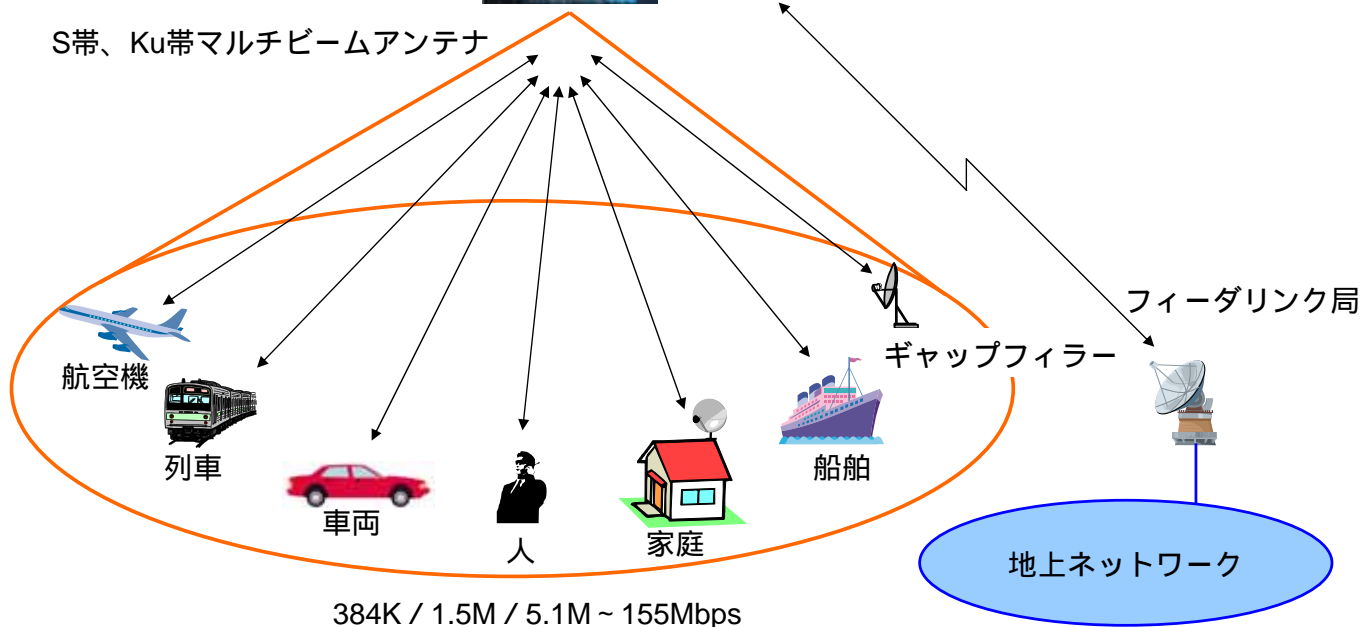 S帯、Ku帯マルチビームアンテナ
フィーダリンク局
ギャップフィラー
航空機
列車
船舶
車両
人
家庭
地上ネットワーク
384K / 1.5M / 5.1M ~ 155Mbps